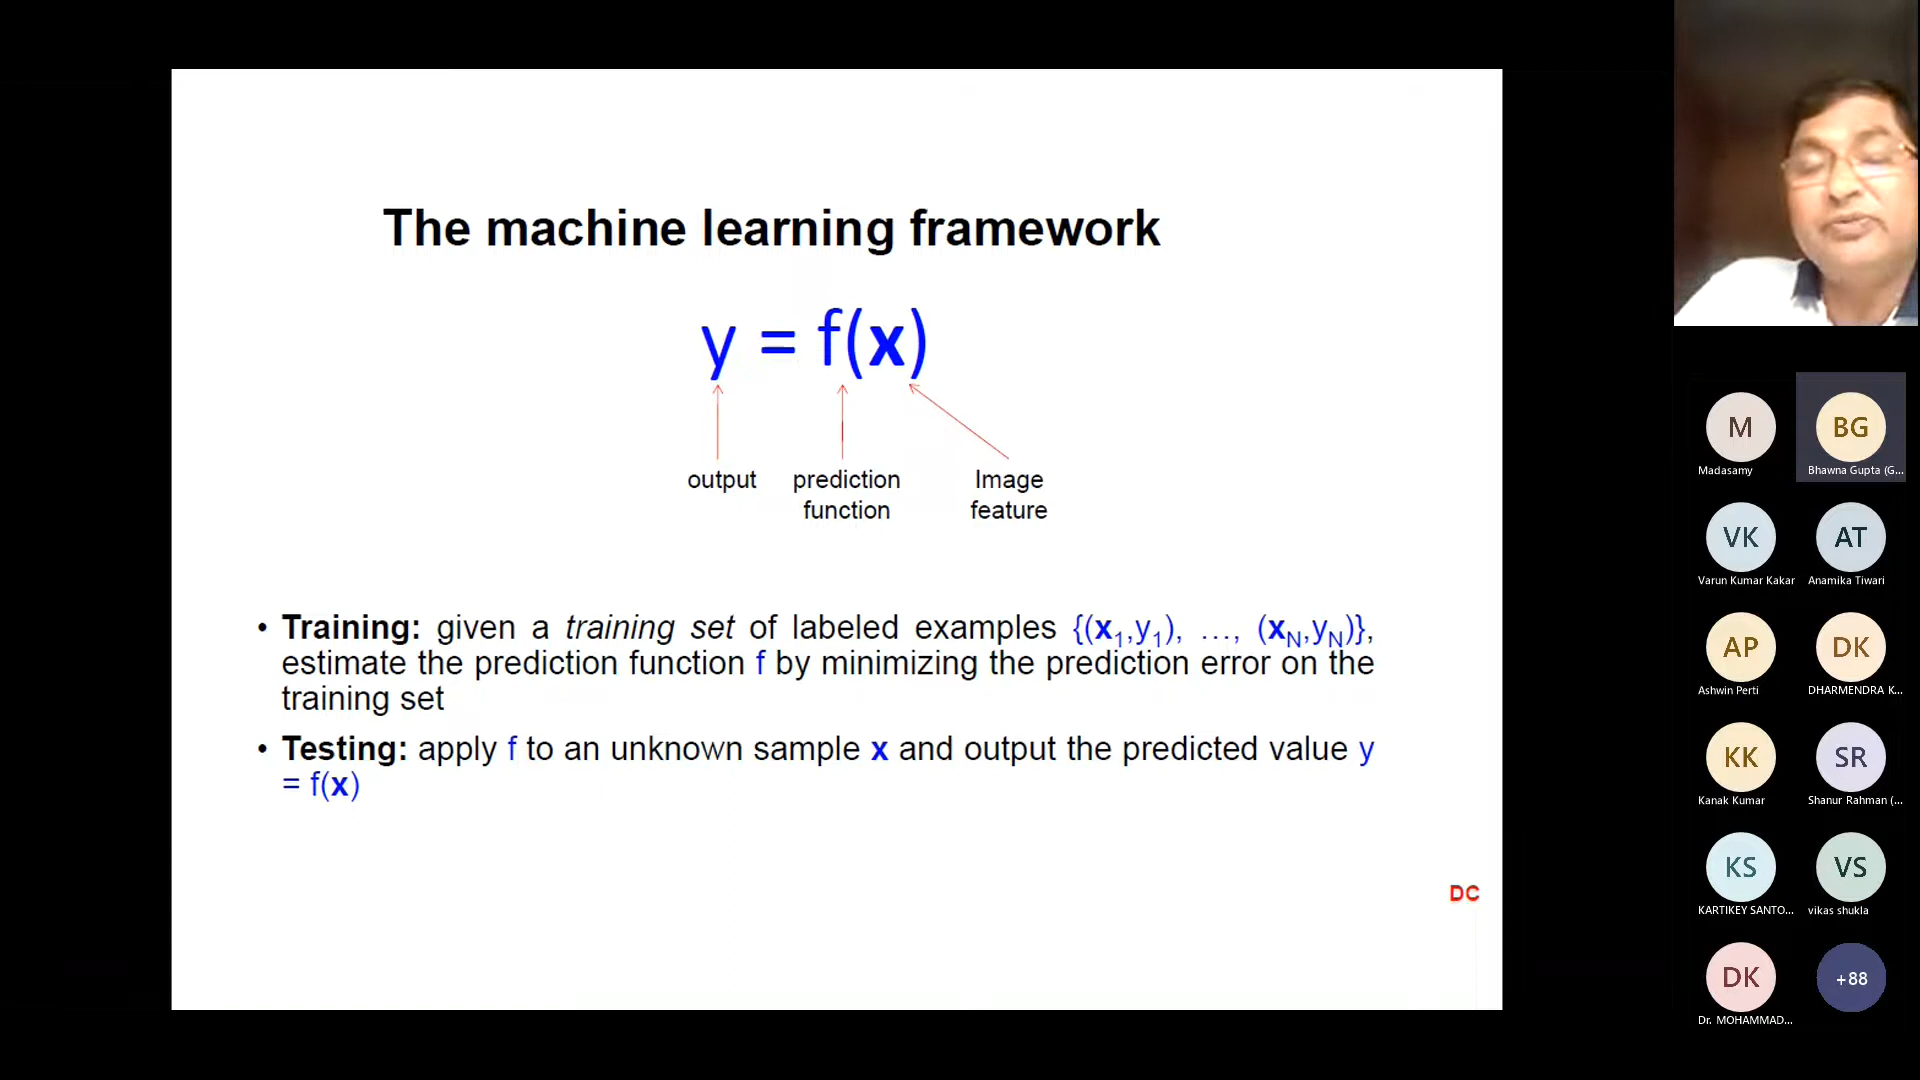 The machine learning framework
y = f(x)
output prediction function Image feature
• Training: given a training set of labeled examples {(x1,y1), …, (xN,yN)},
estimate the prediction function f by minimizing the prediction error on the
training set
• Testing: apply f to an unknown sample x and output the predicted value y
= f(x)
DC
M BG
Madasamy Bhawna Gupta (G...
VK AT
Varun Kumar Kakar Anamika Tiwari
AP DK
Ashwin Perti DHARMENDRA K...
KK SR
Kanak Kumar Shanur Rahman (...
KS VS
KARTIKEY SANTO... vikas shukla
DK +88
Dr. MOHAMMAD...